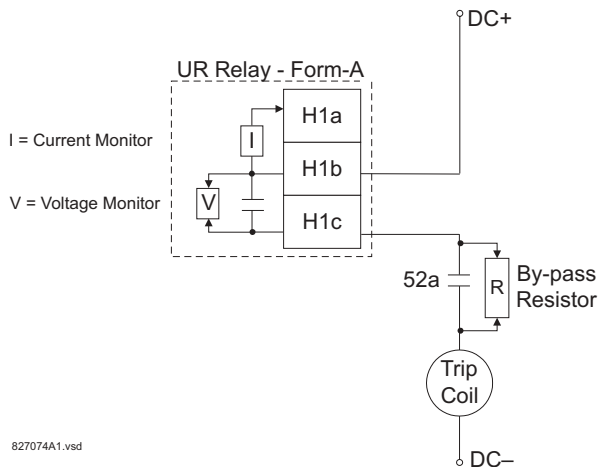 DC+
UR Relay - Form-A
H1a
I = Current Monitor
I
H1b
V = Voltage Monitor
V
H1c
52a
R
By-pass
Resistor
Trip
Coil
827074A1.vsd
DC–